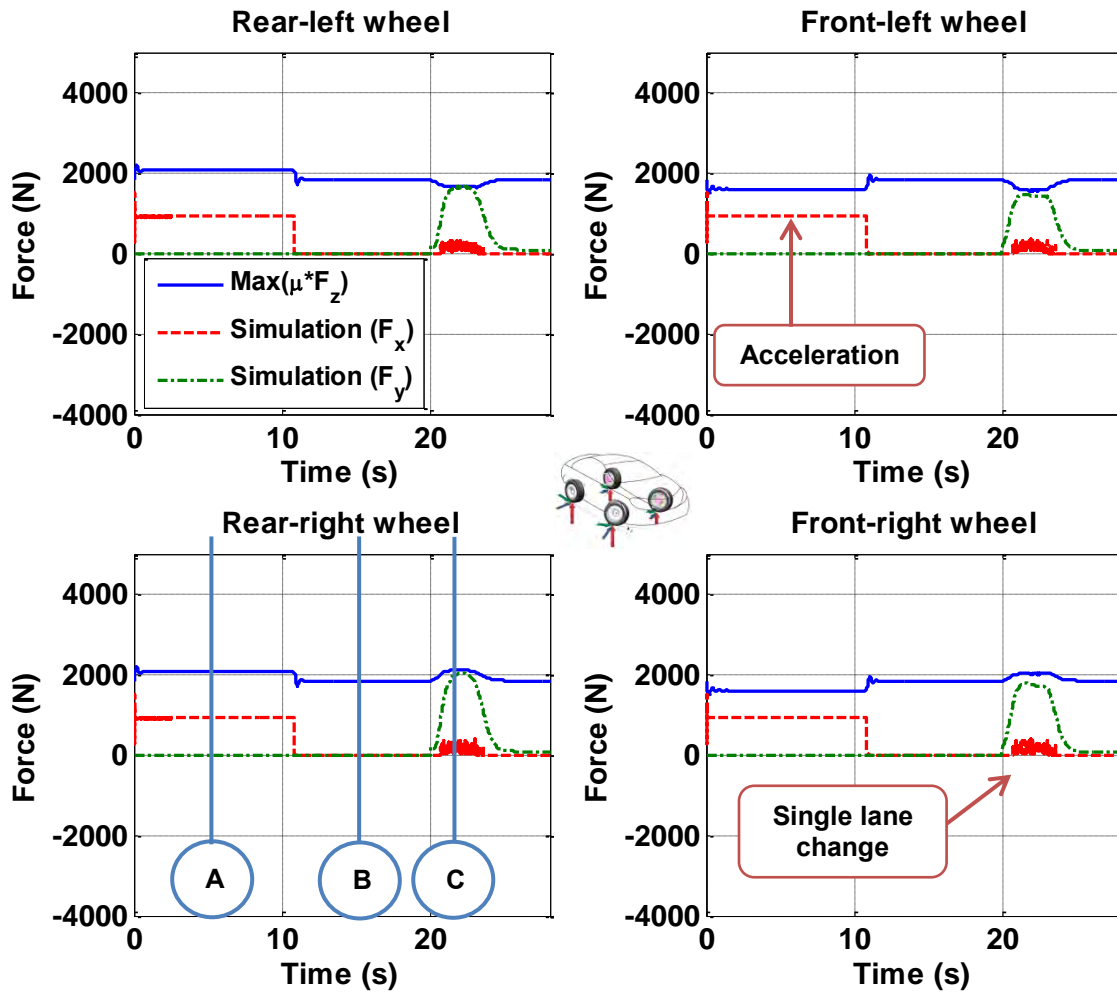 Rear-left wheel
Force (N)
4000
2000
0
-2000
-4000
0
10
20
Time (s)
Max(μ*F_z)
Simulation (F_x)
Simulation (F_y)
Front-left wheel
Force (N)
4000
2000
0
-2000
-4000
0
10
20
Time (s)
Acceleration
Rear-right wheel
Force (N)
4000
2000
0
-2000
-4000
0
10
20
Time (s)
A
B
C
Front-right wheel
Force (N)
4000
2000
0
-2000
-4000
0
10
20
Time (s)
Single lane
change